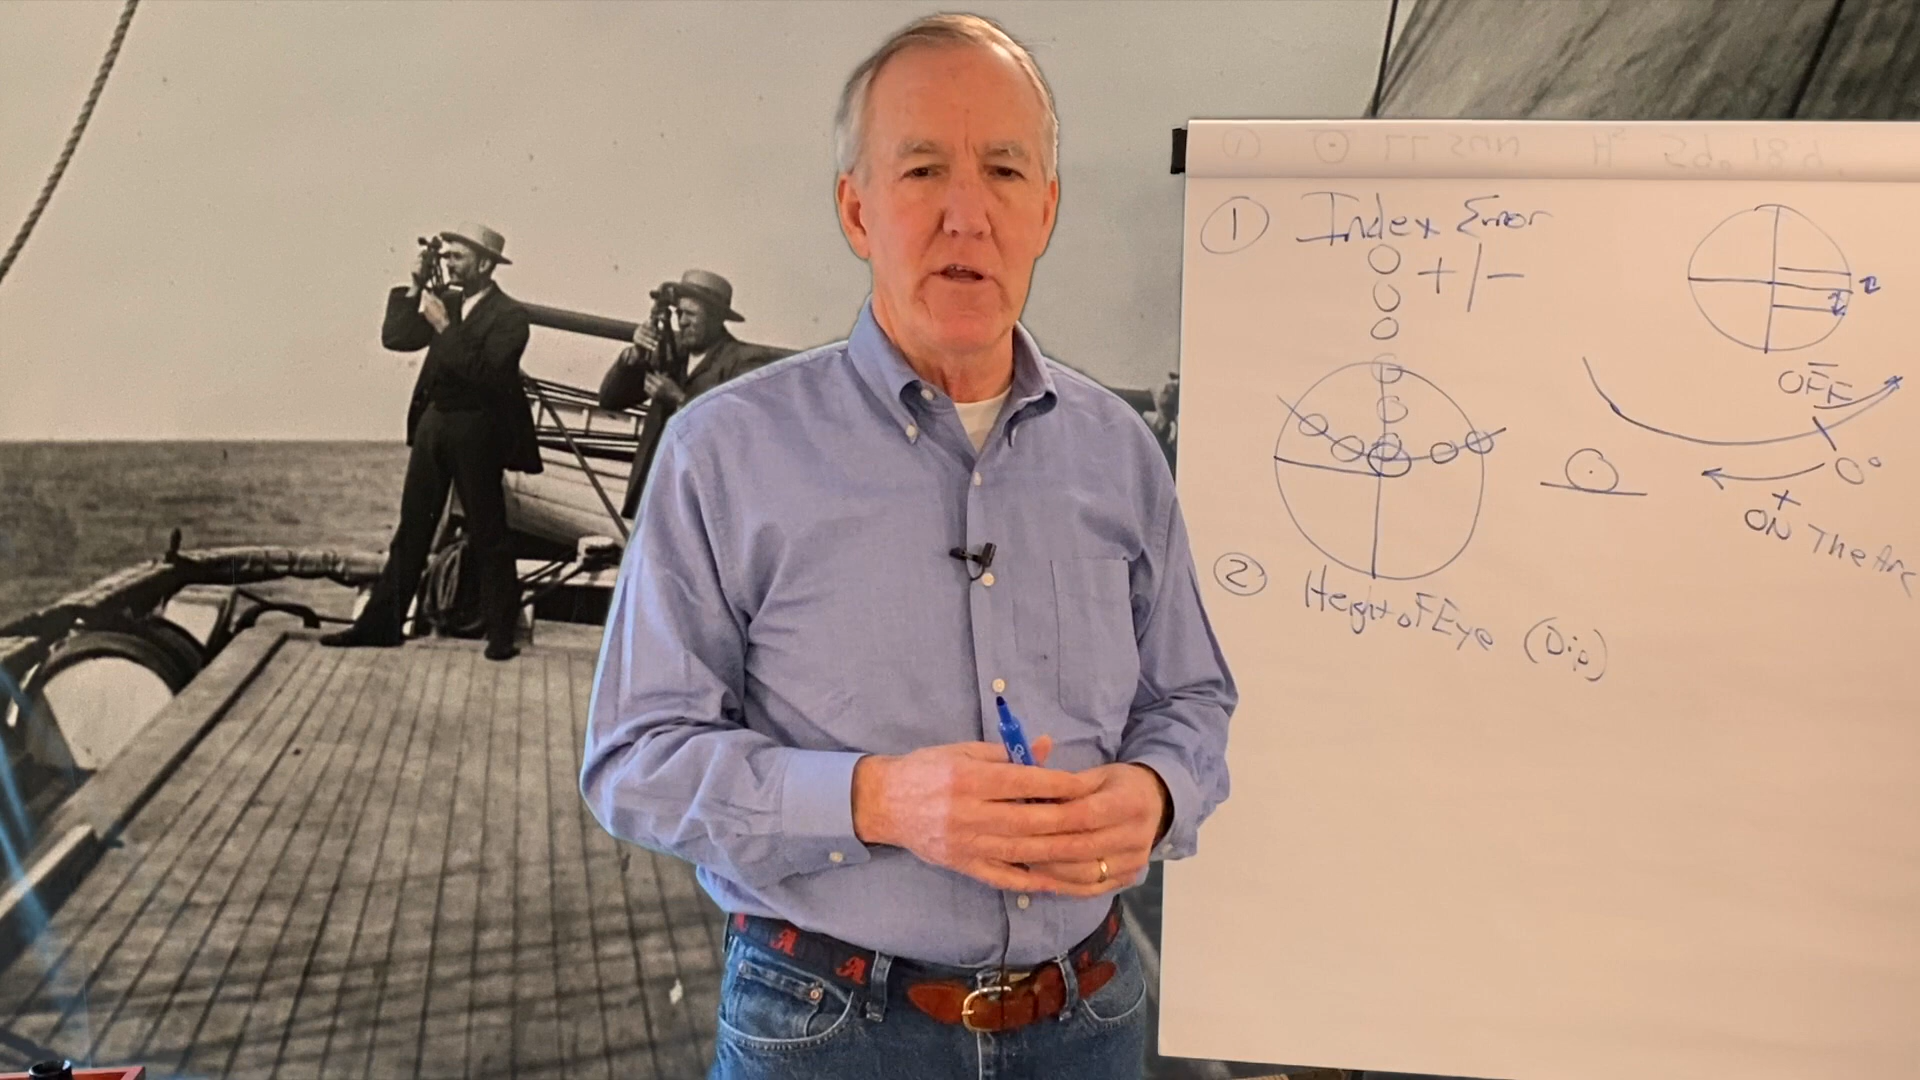 ① Index Error
+/-
OFF
0°
+
ON The Arc
② Height of Eye (Dip)
A A